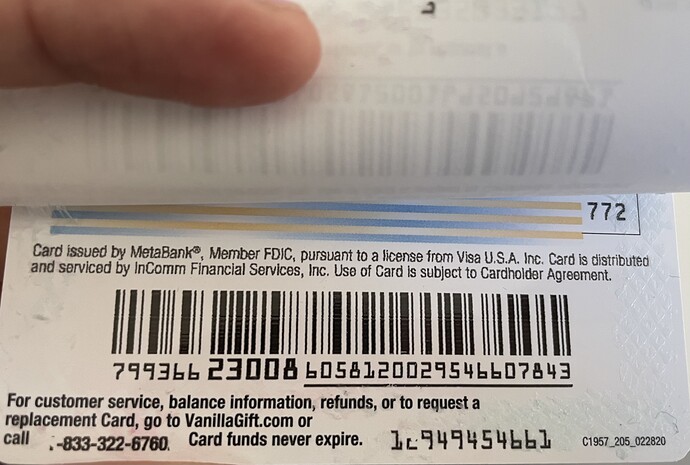 772
Card issued by MetaBank®, Member FDIC, pursuant to a license from Visa U.S.A. Inc. Card is distributed
and serviced by InComm Financial Services, Inc. Use of Card is subject to Cardholder Agreement.
799366 23008 6058120029546607843
For customer service, balance information, refunds, or to request a
replacement Card, go to VanillaGift.com or
call -833-322-6760. Card funds never expire.
C1957_205_022820